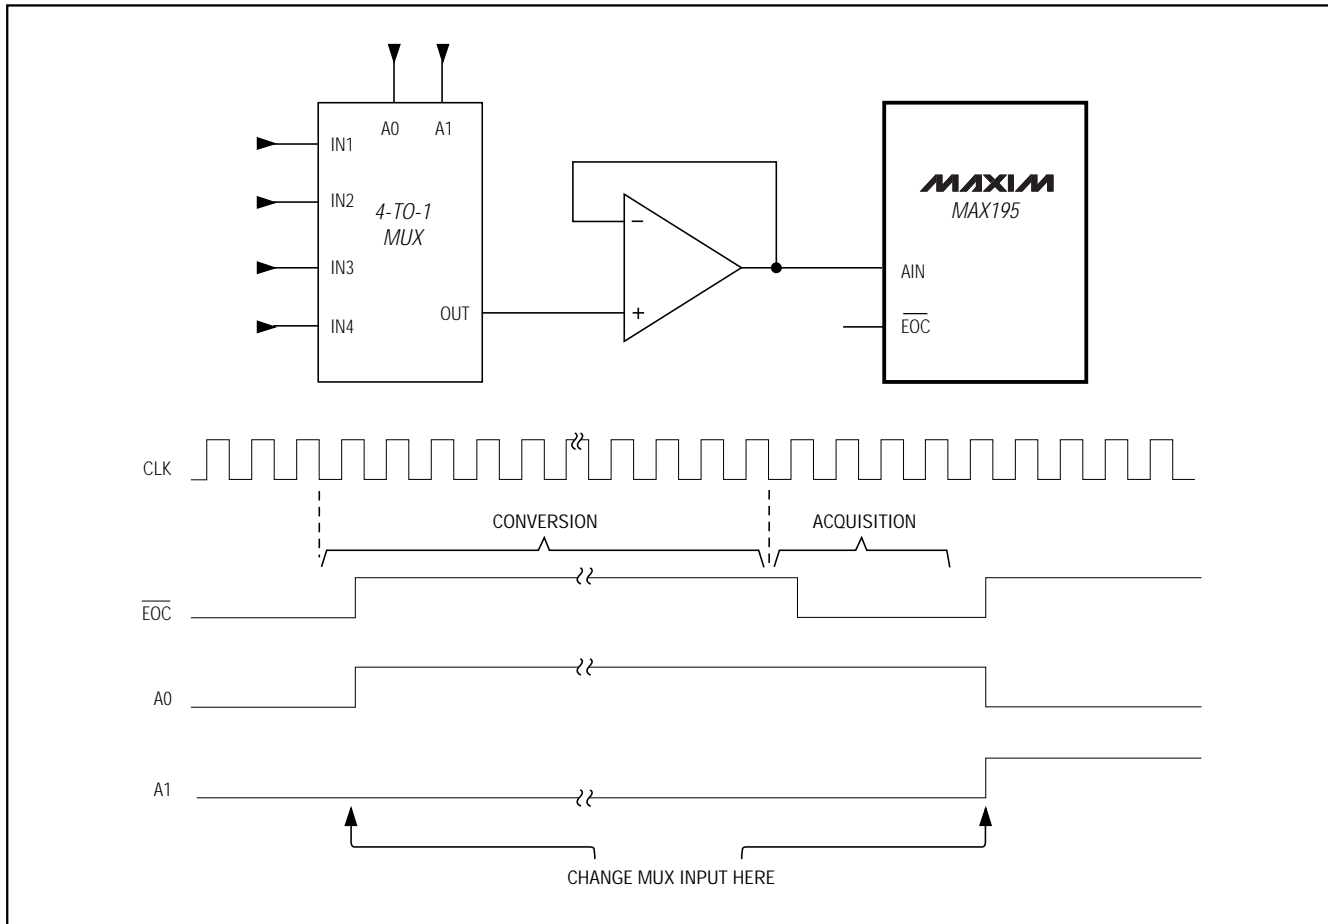 A0 A1
IN1
IN2
IN3
IN4
4-TO-1
MUX
OUT
−
+
MAXIM
MAX195
AIN
EOC
CLK
CONVERSION
ACQUISITION
EOC
A0
A1
CHANGE MUX INPUT HERE